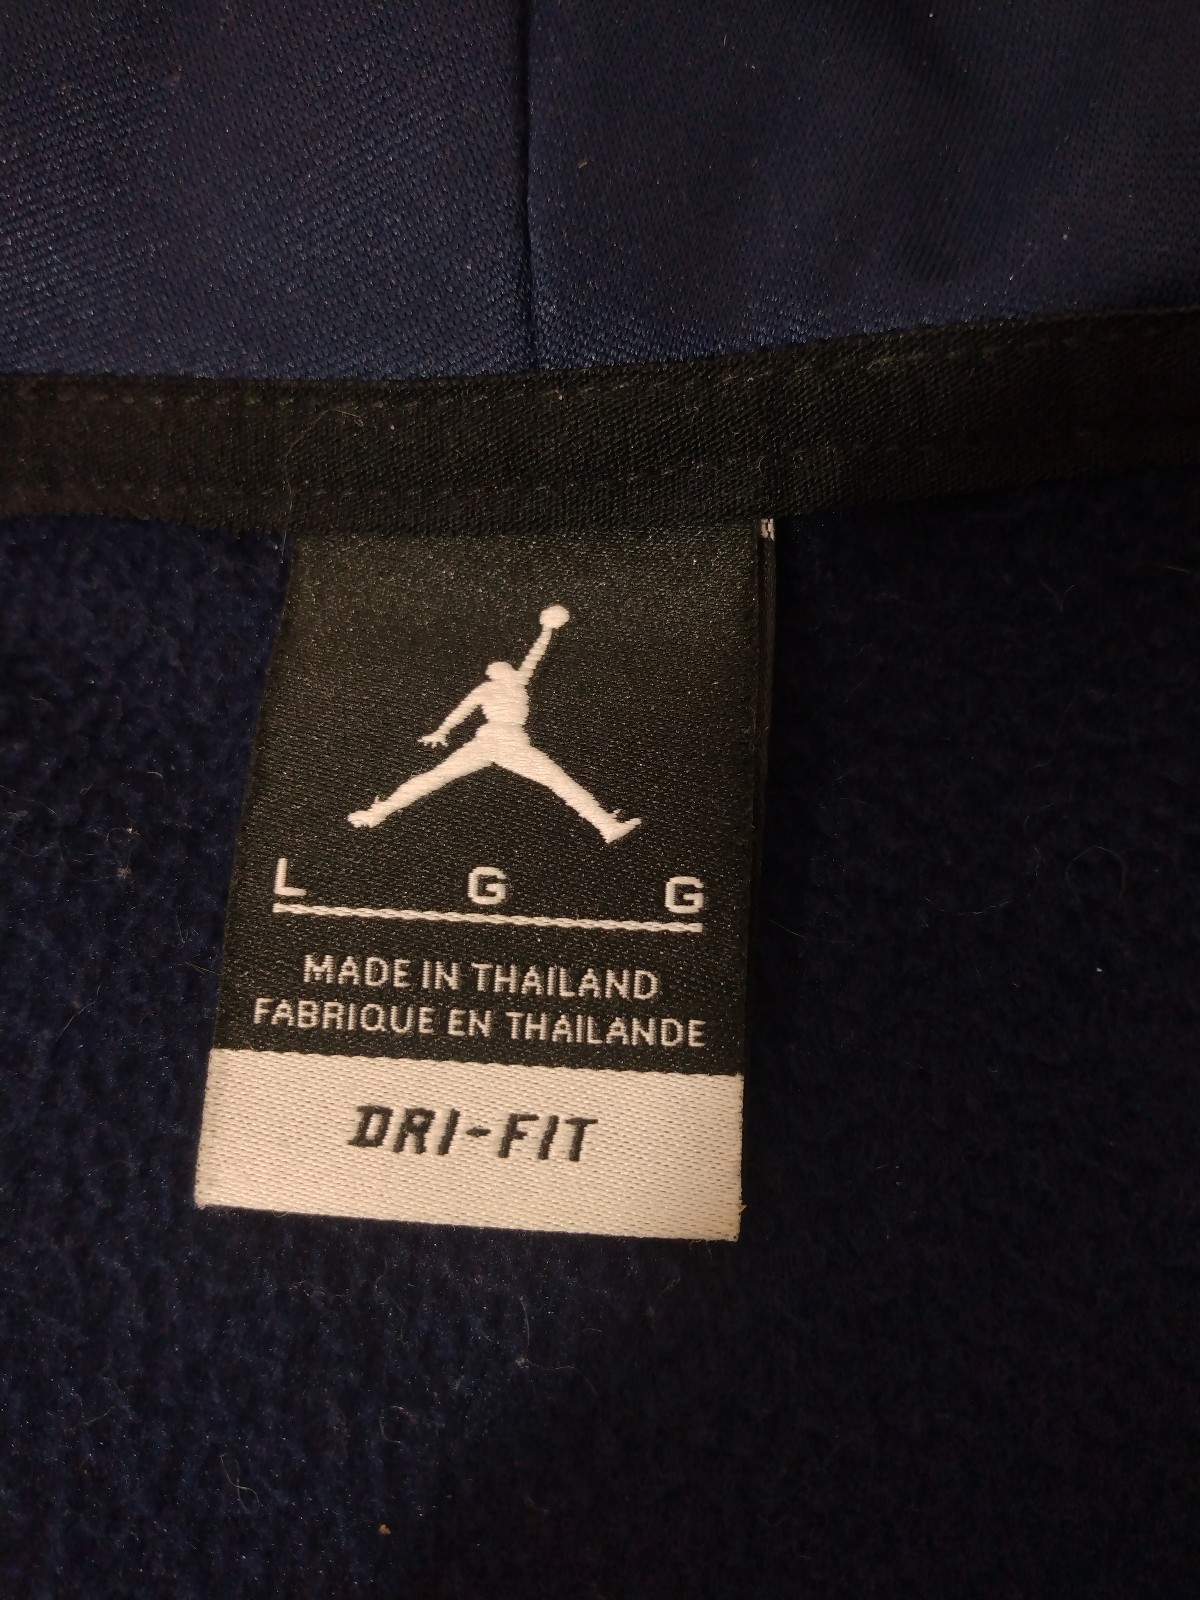 L G G
MADE IN THAILAND
FABRIQUE EN THAILANDE
DRI-FIT